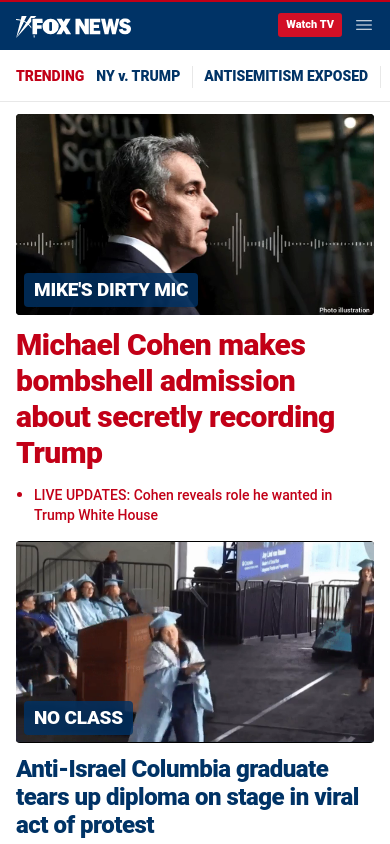 FOX NEWS
Watch TV
TRENDING NY v. TRUMP ANTISEMITISM EXPOSED
SCULLY
SCULLY
MIKE'S DIRTY MIC
Photo illustration
Michael Cohen makes
bombshell admission
about secretly recording
Trump
• LIVE UPDATES: Cohen reveals role he wanted in
Trump White House
NO CLASS
Anti-Israel Columbia graduate
tears up diploma on stage in viral
act of protest